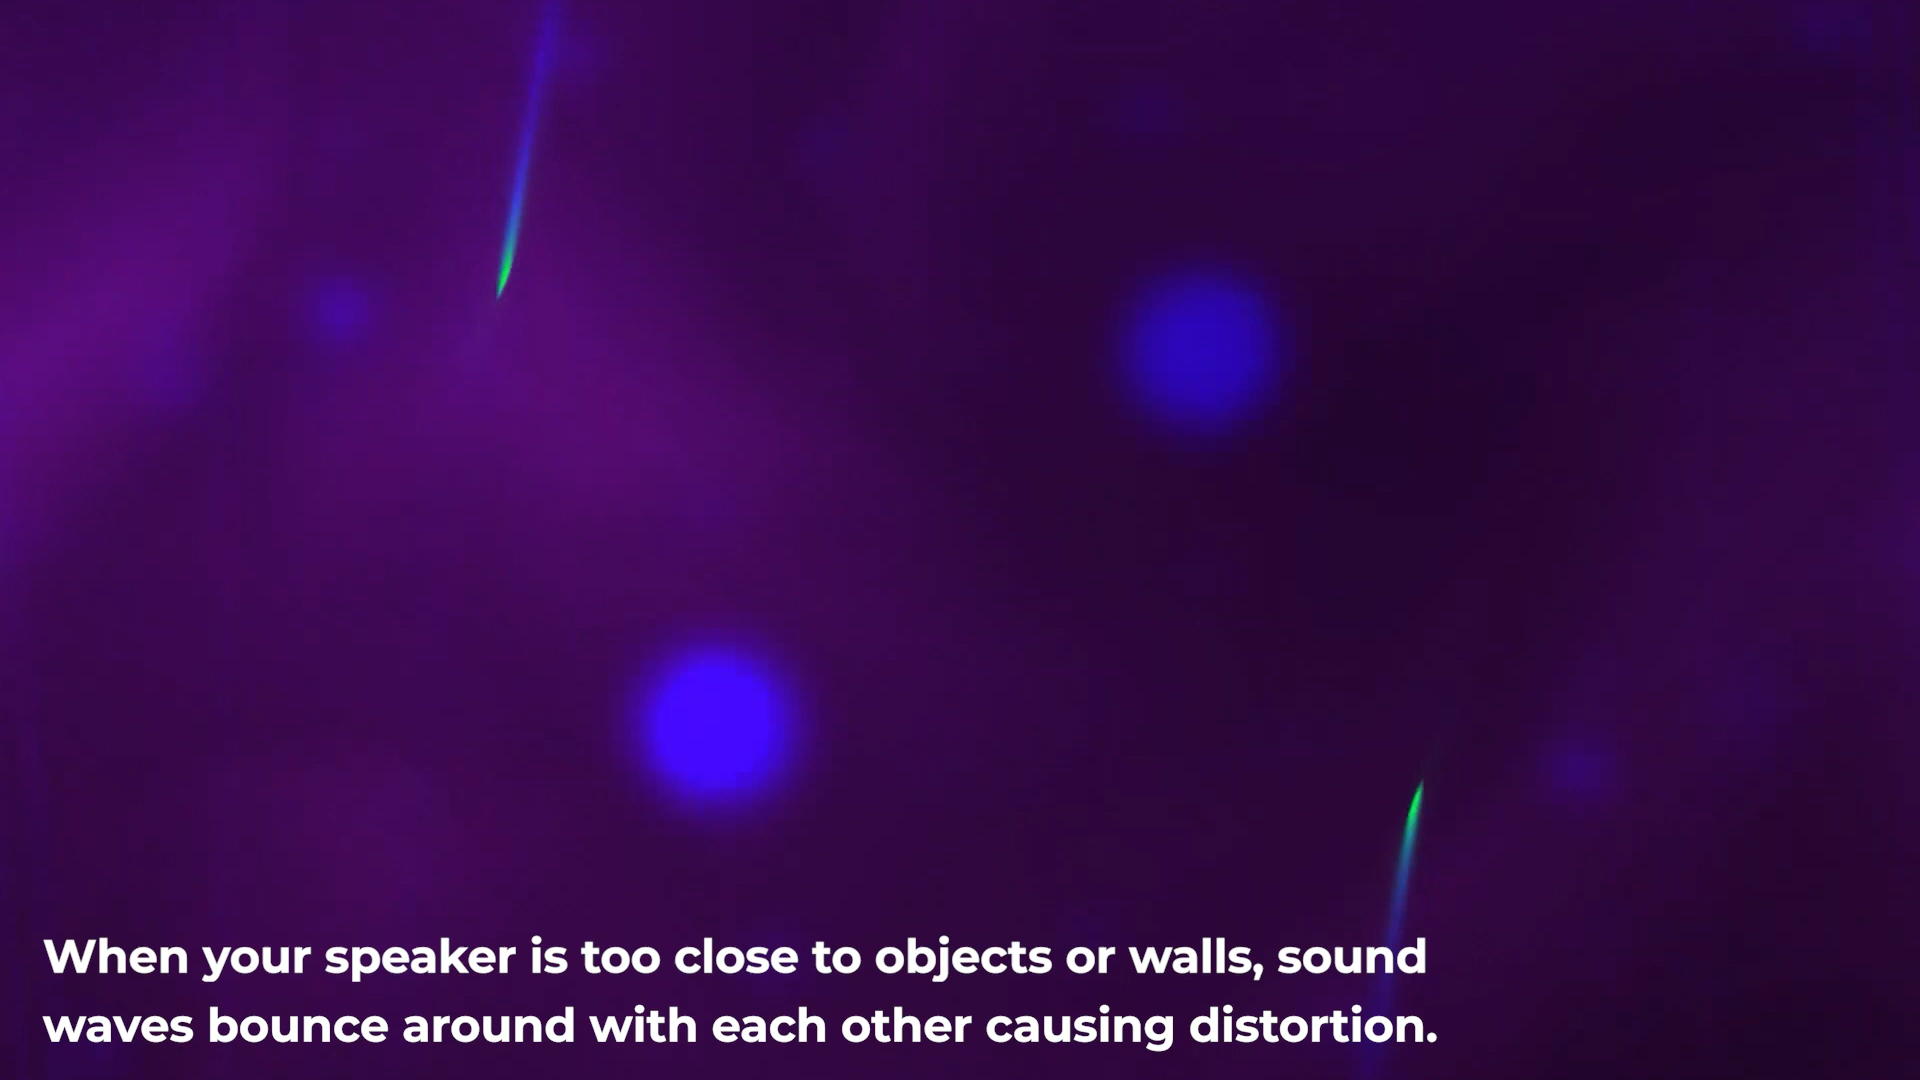 When your speaker is too close to objects or walls, sound
waves bounce around with each other causing distortion.